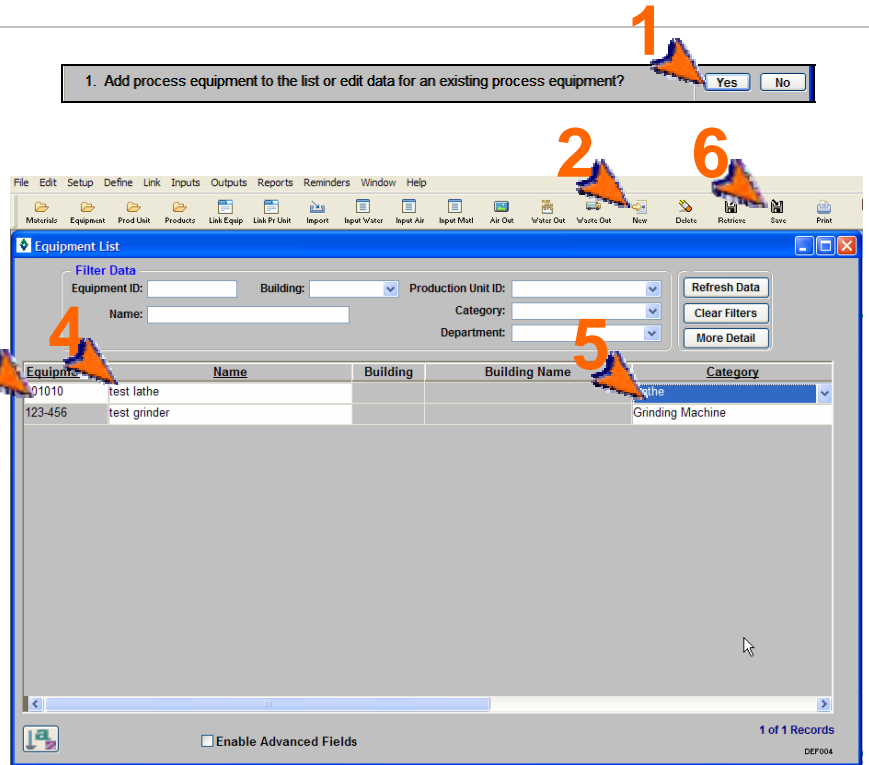 1
1. Add process equipment to the list or edit data for an existing process equipment? Yes No
2 6
File Edit Setup Define Link Inputs Outputs Reports Reminders Window Help
Materials Equipment Prod Unit Products Link Equip Link Pr Unit Import Input Water Input Air Input Matl Air Out Water Out Waste Out New Delete Retrieve Save Print
Equipment List
Filter Data
Equipment ID: Building: Production Unit ID: Refresh Data
Name: Category: Clear Filters
Department: More Detail
4 5
Equipme Name Building Building Name Category
01010 test lathe
123-456 test grinder Grinding Machine
Enable Advanced Fields
1 of 1 Records
DEF004